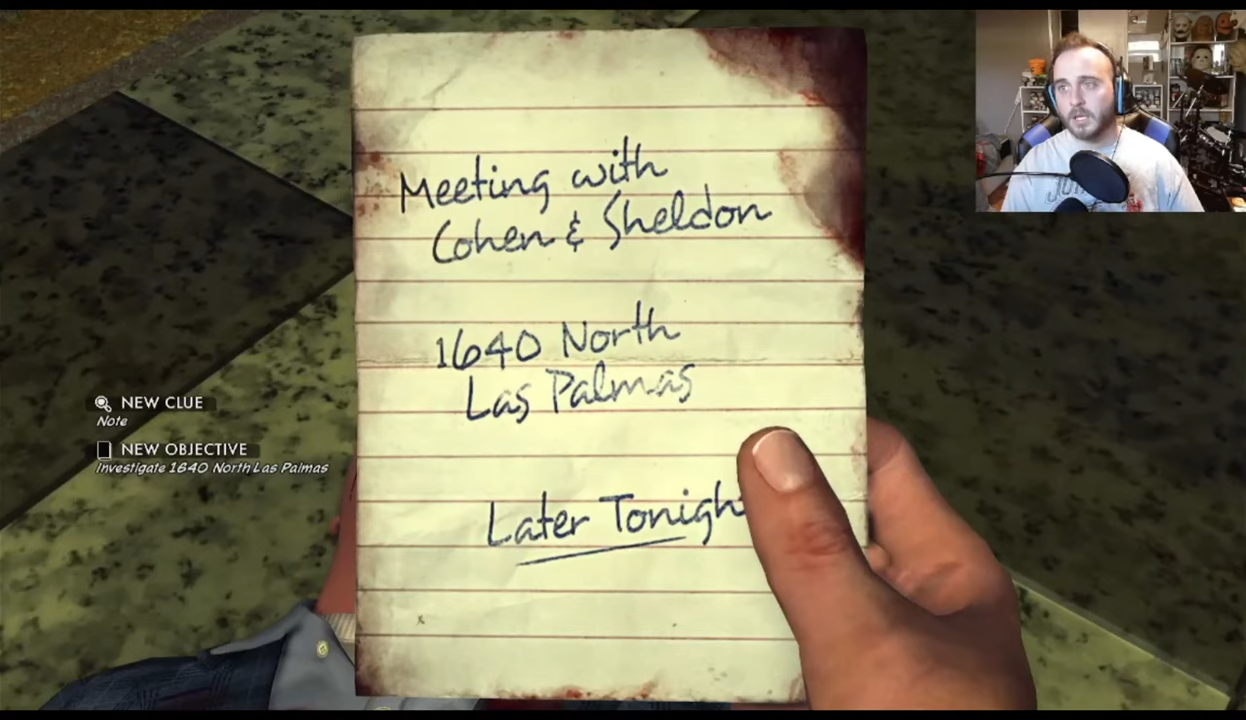 Meeting with
Cohen & Sheldon
1640 North
Las Palmas
Later Tonigh
NEW CLUE
Note
NEW OBJECTIVE
Investigate 1640 North Las Palmas